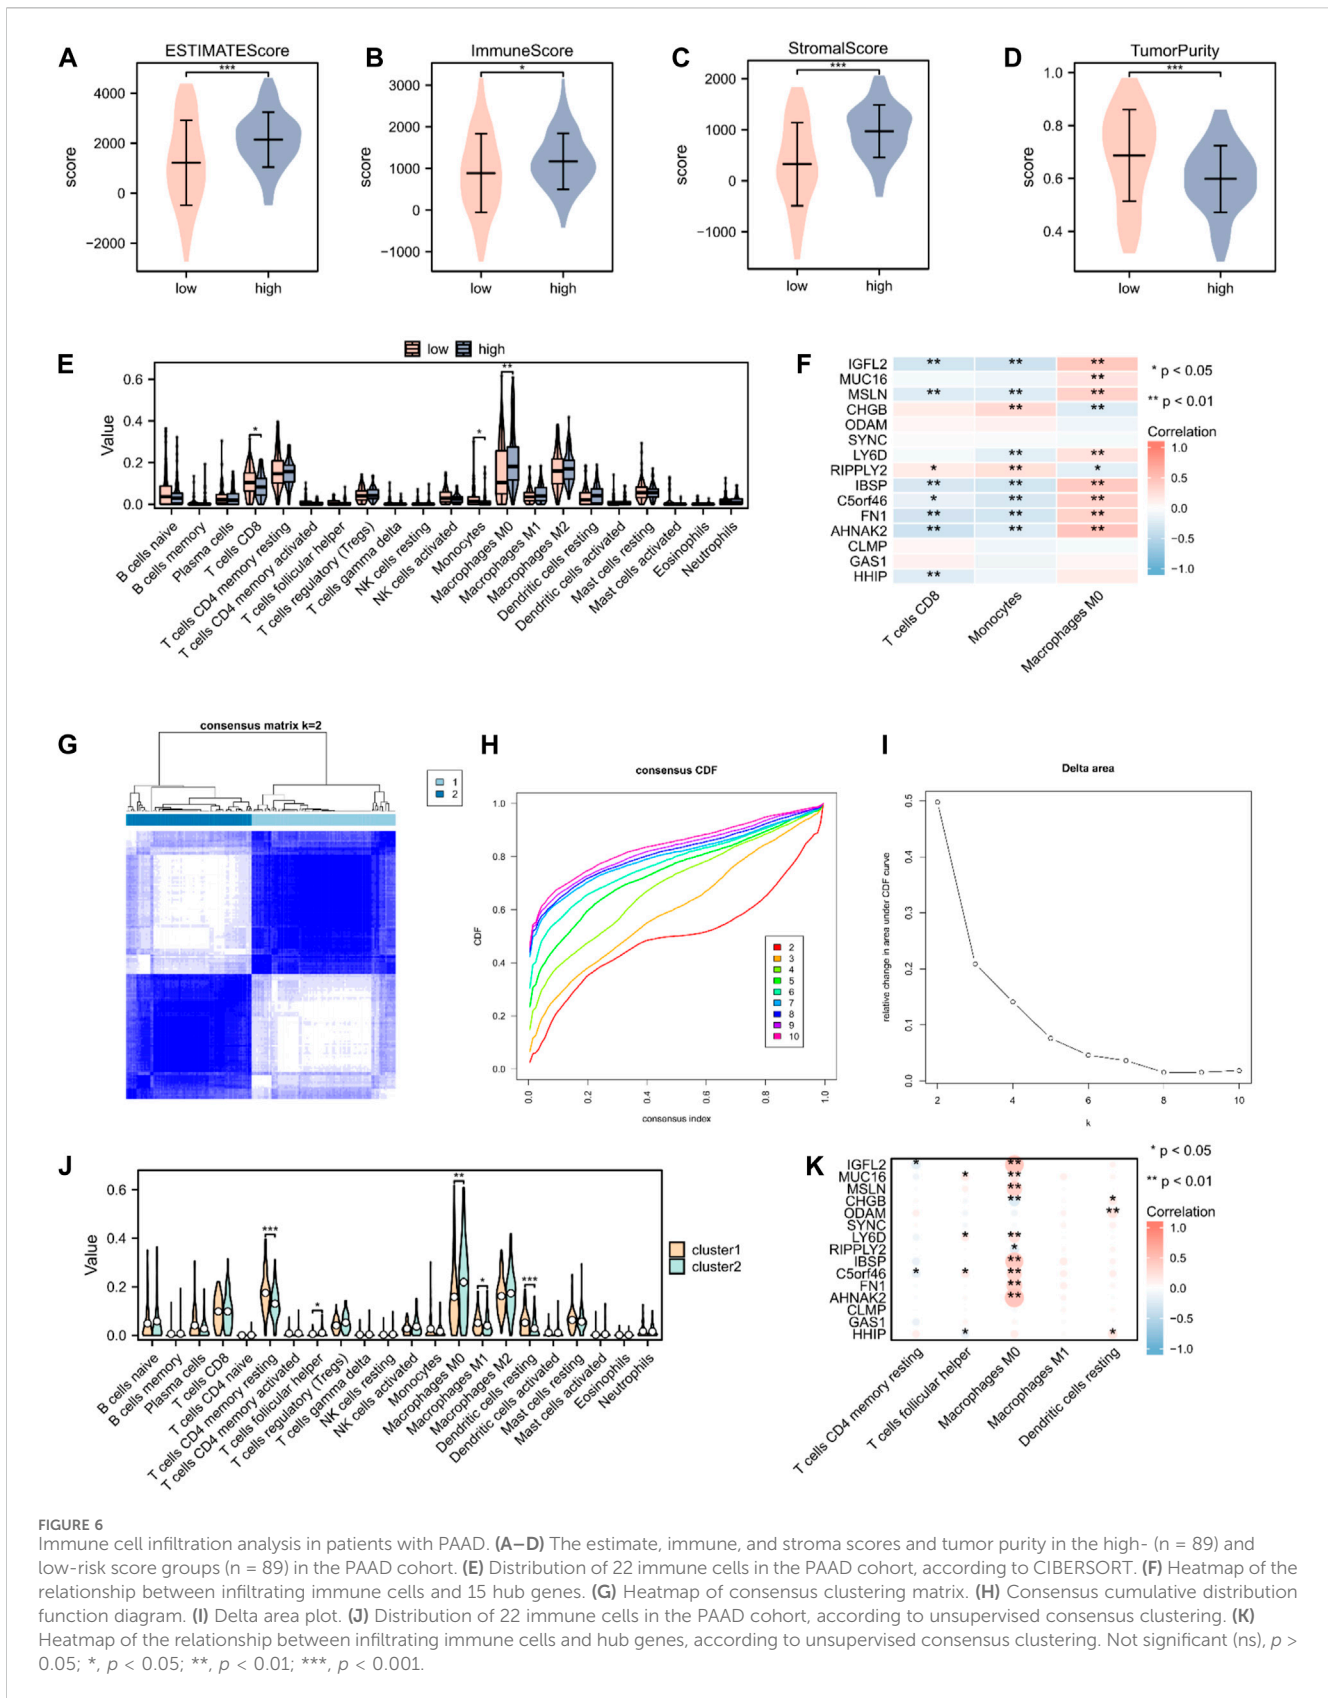 A
ESTIMATEScore
***
score
4000
2000
0
−2000
low
high
B
ImmuneScore
*
score
3000
2000
1000
0
−1000
low
high
C
StromalScore
***
score
2000
1000
0
−1000
low
high
D
TumorPurity
***
score
1.0
0.8
0.6
0.4
low
high
E
low
high
Value
0.6
0.4
0.2
0.0
*
*
**
B cells naive
B cells memory
Plasma cells
T cells CD8
T cells CD4 memory resting
T cells CD4 memory activated
T cells follicular helper
T cells regulatory (Tregs)
T cells gamma delta
NK cells resting
NK cells activated
Monocytes
Macrophages M0
Macrophages M1
Macrophages M2
Dendritic cells resting
Dendritic cells activated
Mast cells resting
Mast cells activated
Eosinophils
Neutrophils
F
IGFL2 ** ** **
MUC16 **
MSLN ** ** **
CHGB ** **
ODAM
SYNC
LY6D ** **
RIPPLY2 * ** *
IBSP ** ** **
C5orf46 * ** **
FN1 ** ** **
AHNAK2 ** ** **
CLMP
GAS1
HHIP **
T cells CD8
Monocytes
Macrophages M0
* p < 0.05
** p < 0.01
Correlation
1.0
0.5
0.0
−0.5
−1.0
G
consensus matrix k=2
1
2
H
consensus CDF
CDF
1.0
0.8
0.6
0.4
0.2
0.0
0.0
0.2
0.4
0.6
0.8
1.0
consensus index
2
3
4
5
6
7
8
9
10
I
Delta area
relative change in area under CDF curve
0.5
0.4
0.3
0.2
0.1
0.0
2
4
6
8
10
k
J
Value
0.6
0.4
0.2
0.0
***
*
**
*
***
cluster1
cluster2
B cells naive
B cells memory
Plasma cells
T cells CD8
T cells CD4 naive
T cells CD4 memory resting
T cells CD4 memory activated
T cells follicular helper
T cells regulatory (Tregs)
T cells gamma delta
NK cells resting
NK cells activated
Monocytes
Macrophages M0
Macrophages M1
Macrophages M2
Dendritic cells resting
Dendritic cells activated
Mast cells resting
Mast cells activated
Eosinophils
Neutrophils
K
IGFL2 * **
MUC16 * **
MSLN **
CHGB ** *
ODAM **
SYNC
LY6D * **
RIPPLY2 *
IBSP **
C5orf46 * * **
FN1 **
AHNAK2 **
CLMP
GAS1
HHIP * *
T cells CD4 memory resting
T cells follicular helper
Macrophages M0
Macrophages M1
Dendritic cells resting
* p < 0.05
** p < 0.01
Correlation
1.0
0.5
0.0
−0.5
−1.0
FIGURE 6
Immune cell infiltration analysis in patients with PAAD. (A–D) The estimate, immune, and stroma scores and tumor purity in the high- (n = 89) and
low-risk score groups (n = 89) in the PAAD cohort. (E) Distribution of 22 immune cells in the PAAD cohort, according to CIBERSORT. (F) Heatmap of the
relationship between infiltrating immune cells and 15 hub genes. (G) Heatmap of consensus clustering matrix. (H) Consensus cumulative distribution
function diagram. (I) Delta area plot. (J) Distribution of 22 immune cells in the PAAD cohort, according to unsupervised consensus clustering. (K)
Heatmap of the relationship between infiltrating immune cells and hub genes, according to unsupervised consensus clustering. Not significant (ns), p >
0.05; *, p < 0.05; **, p < 0.01; ***, p < 0.001.